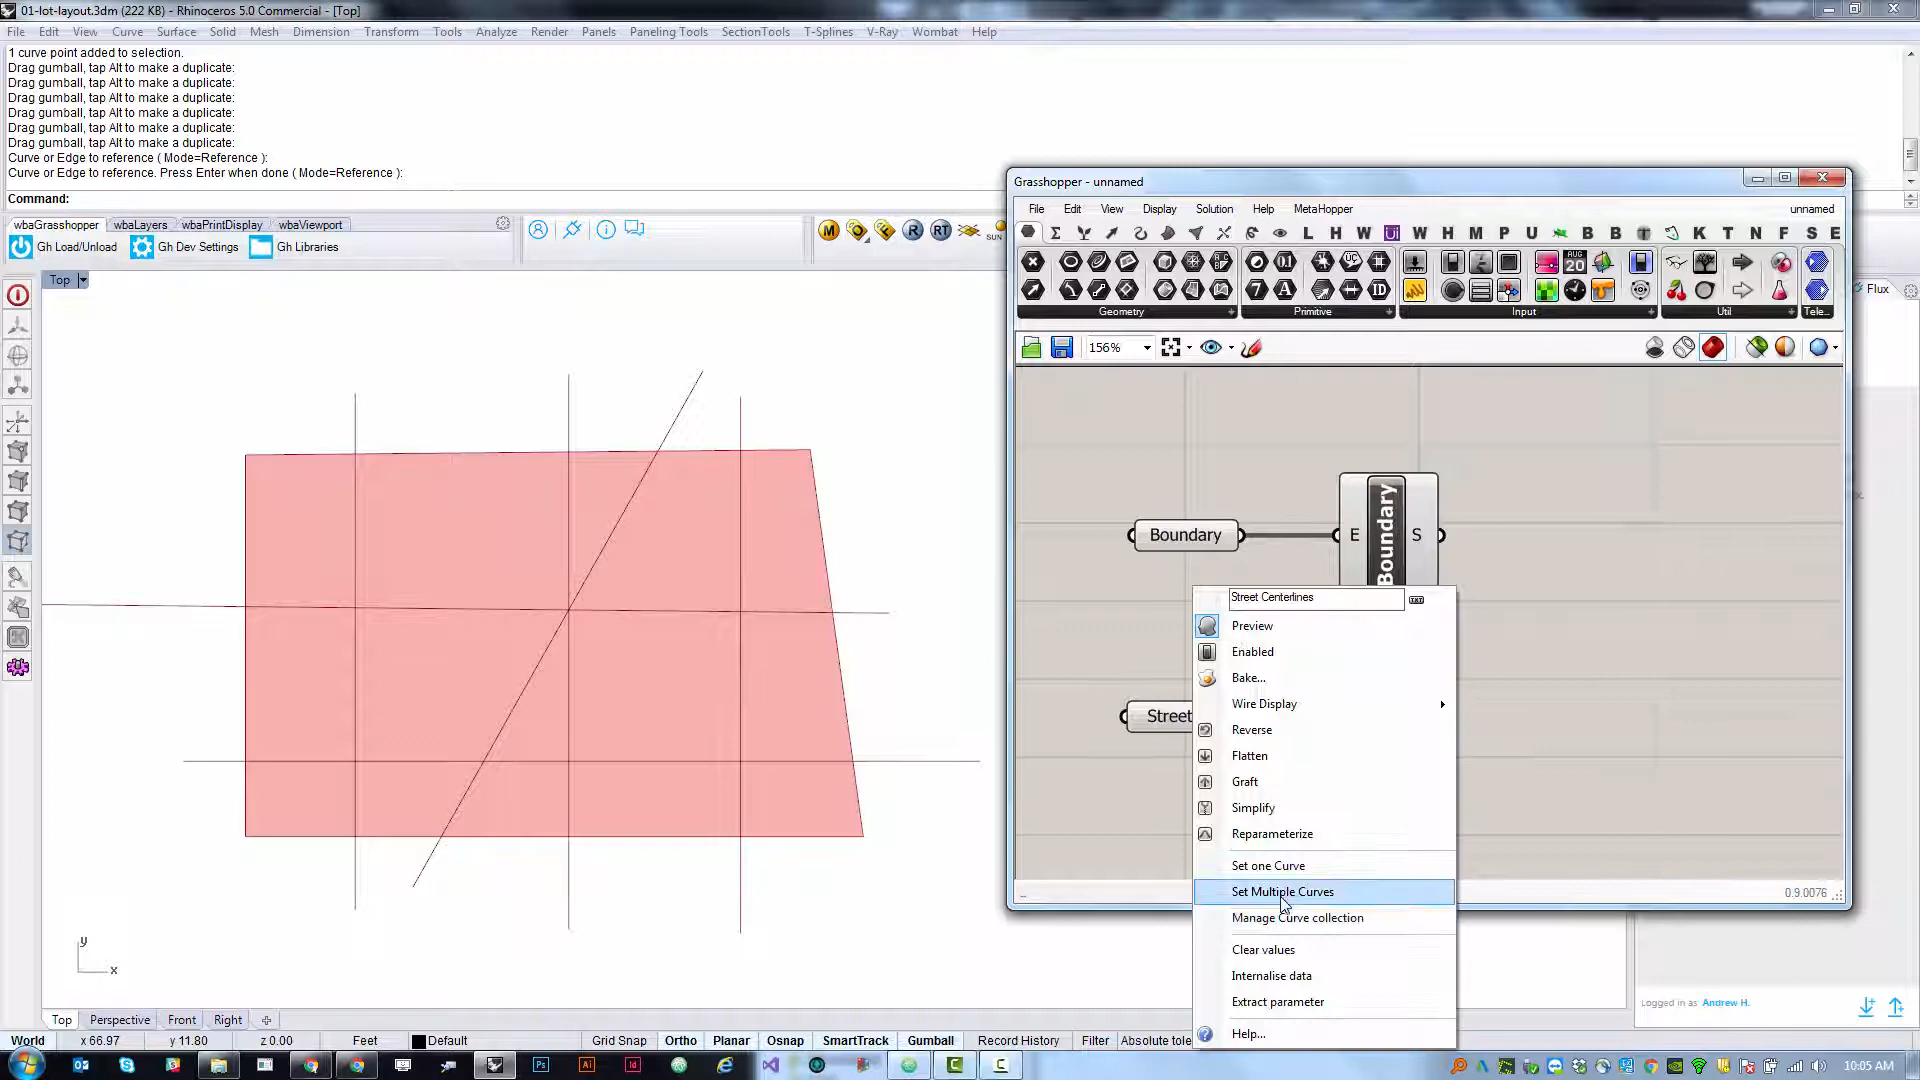 01-lot-layout.3dm (222 KB) - Rhinoceros 5.0 Commercial - [Top]
File Edit View Curve Surface Solid Mesh Dimension Transform Tools Analyze Render Panels Paneling Tools SectionTools T-Splines V-Ray Wombat Help
1 curve point added to selection.
Drag gumball, tap Alt to make a duplicate:
Drag gumball, tap Alt to make a duplicate:
Drag gumball, tap Alt to make a duplicate:
Drag gumball, tap Alt to make a duplicate:
Drag gumball, tap Alt to make a duplicate:
Drag gumball, tap Alt to make a duplicate:
Curve or Edge to reference ( Mode=Reference ):
Curve or Edge to reference. Press Enter when done ( Mode=Reference ):
Command:
wbaGrasshopper wbaLayers wbaPrintDisplay wbaViewport
Gh Load/Unload Gh Dev Settings Gh Libraries
M R RT SUN
Top
Flux
Grasshopper - unnamed
File Edit View Display Solution Help MetaHopper unnamed
L H W Ui W H M P U B B T K T N F S E
Geometry Primitive Input Util Tele...
156%
Boundary
E Boundary S
Street
Street Centerlines
Preview
Enabled
Bake...
Wire Display
Reverse
Flatten
Graft
Simplify
Reparameterize
Set one Curve
Set Multiple Curves
Manage Curve collection
Clear values
Internalise data
Extract parameter
Help...
0.9.0076
y
x
Logged in as Andrew H.
Top Perspective Front Right
World x 66.97 y 11.80 z 0.00 Feet Default Grid Snap Ortho Planar Osnap SmartTrack Gumball Record History Filter Absolute tole
10:05 AM